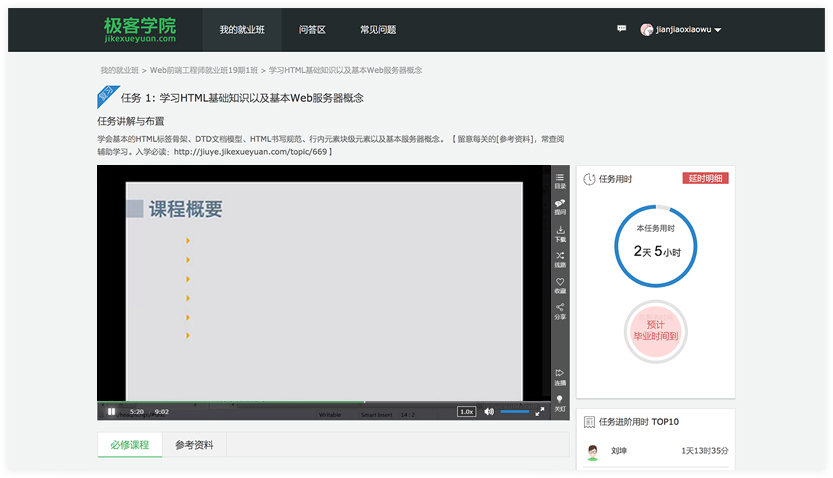 极客学院
jikexueyuan.com
我的就业班
问答区
常见问题
jianjiaoxiaowu
我的就业班 > Web前端工程师就业班19期1班 > 学习HTML基础知识以及基本Web服务器概念
复习
任务 1: 学习HTML基础知识以及基本Web服务器概念
任务讲解与布置
学会基本的HTML标签骨架、DTD文档模型、HTML书写规范、行内元素块级元素以及基本服务器概念。【留意每关的[参考资料]，常查阅
辅助学习。入学必读：http://jiuye.jikexueyuan.com/topic/669】
课程概要
目录
提问
下载
线路
收藏
分享
连播
关灯
5:20
9:02
Writable
Smart Insert
14 : 2
1.0x
必修课程
参考资料
任务用时
延时明细
本任务用时
2天 5小时
预计
毕业时间到
任务进阶用时 TOP10
刘坤
1天13时35分